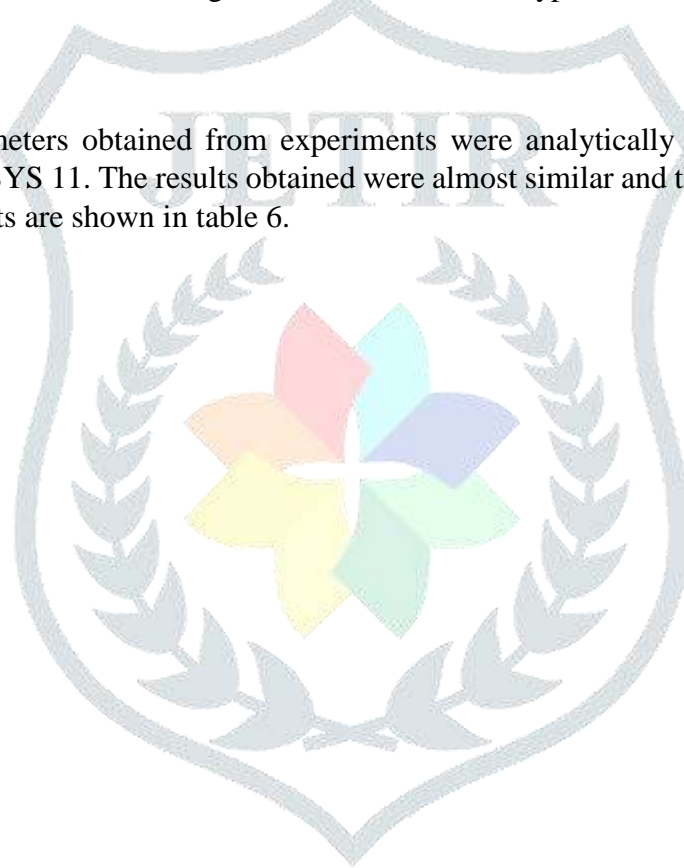 JETIR
meters obtained from experiments were analytically
SYS 11. The results obtained were almost similar and t
ts are shown in table 6.